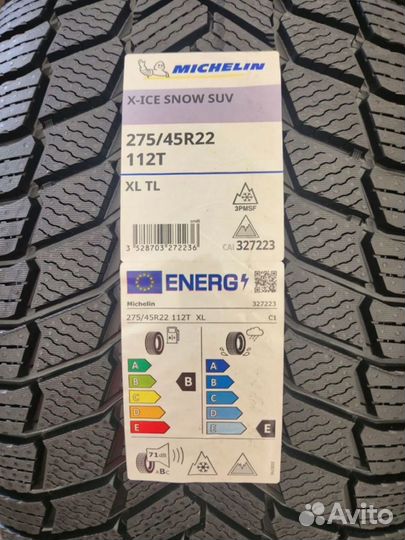 MICHELIN
X-ICE SNOW SUV
275/45R22
112T
XL TL
3PMSF
3 528703 272236
CAI 327223
ENERG
Michelin 327223
275/45R22 112T XL C1
A A
B B B
C C
D D
E E E
71dB
ABC
Avito